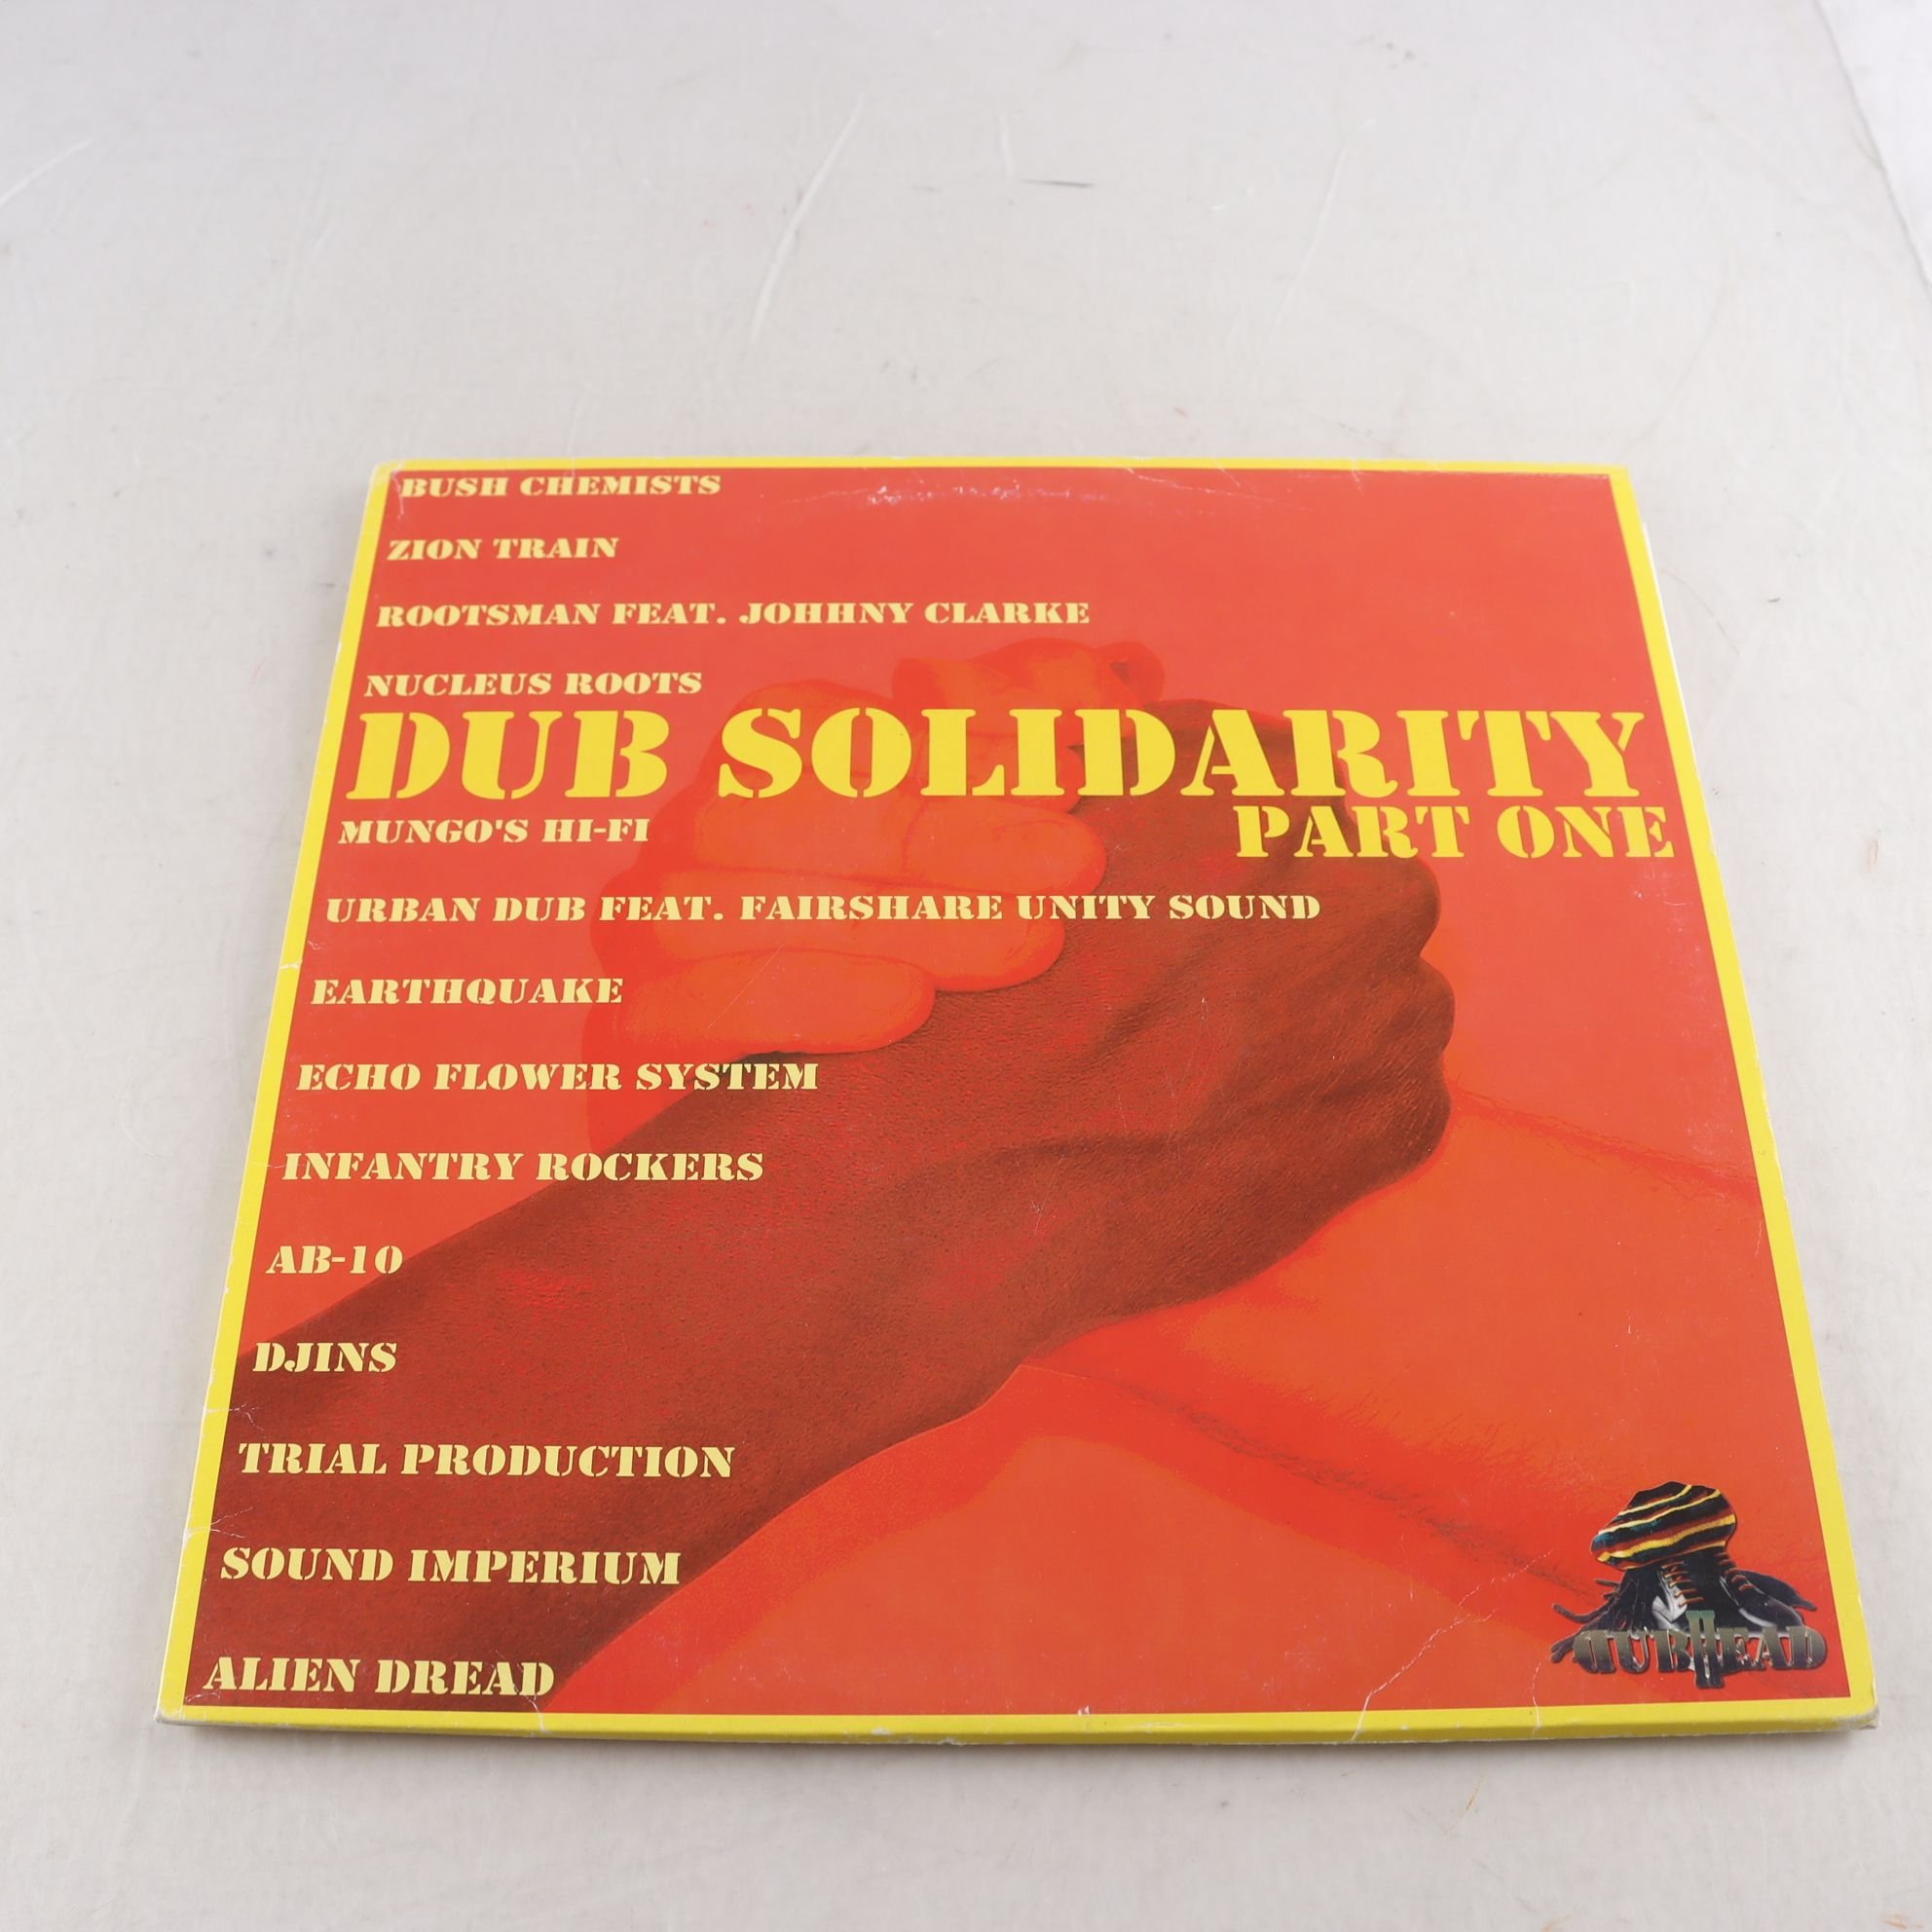 BUSH CHEMISTS
ZION TRAIN
ROOTSMAN FEAT. JOHHNY CLARKE
NUCLEUS ROOTS
DUB SOLIDARITY
PART ONE
MUNGO'S HI-FI
URBAN DUB FEAT. FAIRSHARE UNITY SOUND
EARTHQUAKE
ECHO FLOWER SYSTEM
INFANTRY ROCKERS
AB-10
DJINS
TRIAL PRODUCTION
SOUND IMPERIUM
ALIEN DREAD
DUBHEAD